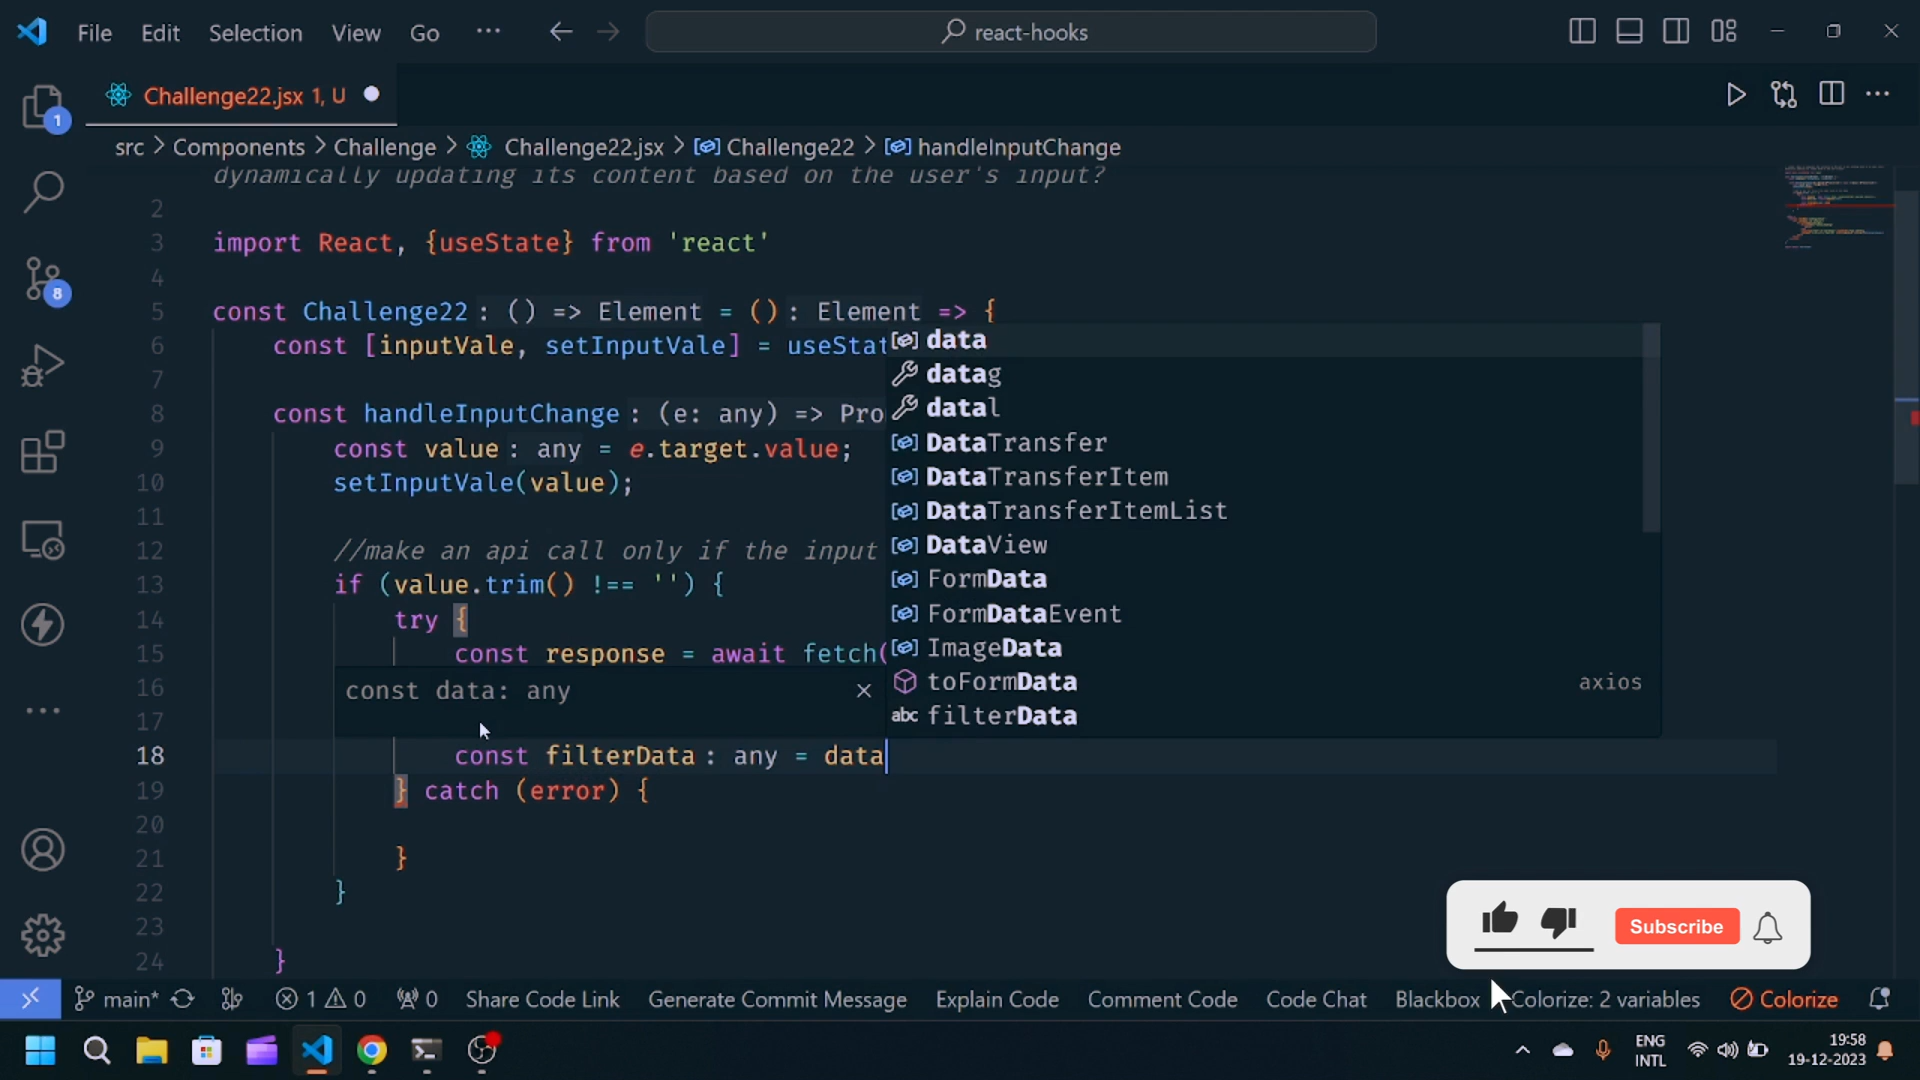 File Edit Selection View Go ··· react-hooks
Challenge22.jsx 1, U
src > Components > Challenge > Challenge22.jsx > Challenge22 > handleInputChange
dynamically updating its content based on the user's input?
2
3 import React, {useState} from 'react'
4
5 const Challenge22: () => Element = (): Element => {
6 const [inputVale, setInputVale] = useStat
7
8 const handleInputChange: (e: any) => Pro
9 const value: any = e.target.value;
10 setInputVale(value);
11
12 //make an api call only if the input
13 if (value.trim() !== '') {
14 try {
15 const response = await fetch(
16
17
18 const filterData: any = data
19 } catch (error) {
20
21 }
22 }
23
24 }
const data: any
data
datag
datal
DataTransfer
DataTransferItem
DataTransferItemList
DataView
FormData
FormDataEvent
ImageData
toFormData axios
abc filterData
1
8
Subscribe
main* 1 0 0 Share Code Link Generate Commit Message Explain Code Comment Code Code Chat Blackbox Colorize: 2 variables Colorize
ENG
INTL
19:58
19-12-2023